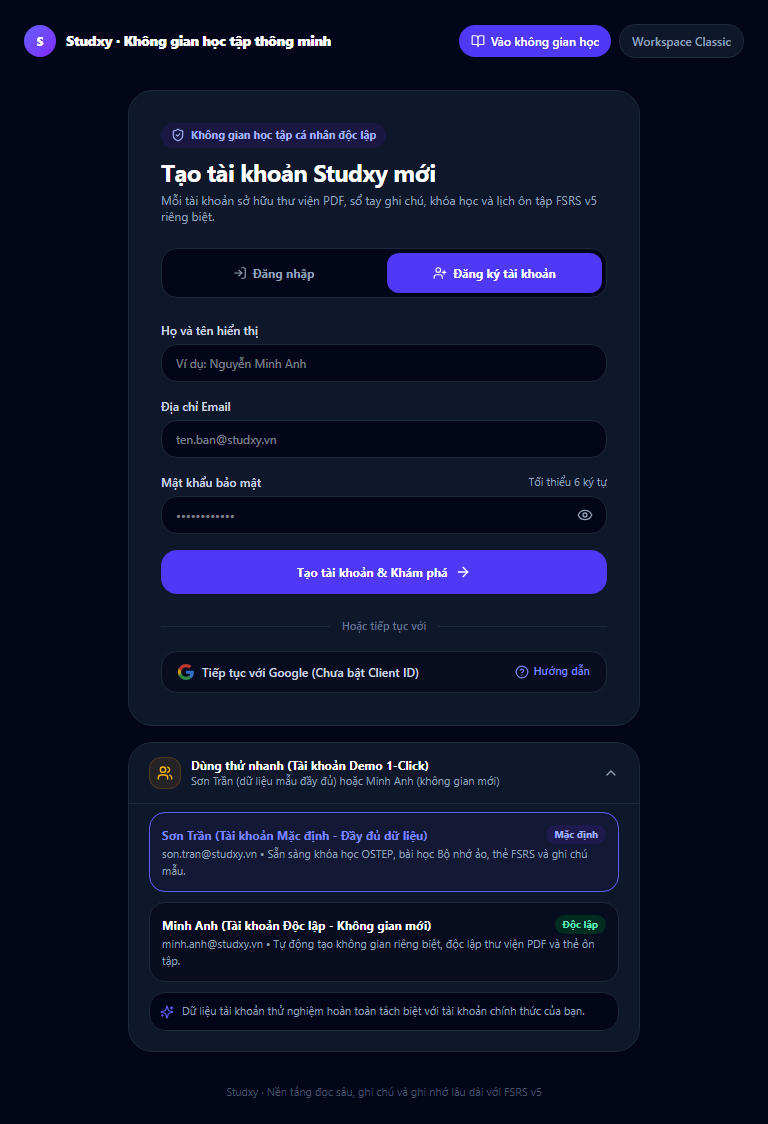 S
Studxy · Không gian học tập thông minh
Vào không gian học
Workspace Classic
Không gian học tập cá nhân độc lập
Tạo tài khoản Studxy mới
Mỗi tài khoản sở hữu thư viện PDF, sổ tay ghi chú, khóa học và lịch ôn tập FSRS v5
riêng biệt.
Đăng nhập
Đăng ký tài khoản
Họ và tên hiển thị
Ví dụ: Nguyễn Minh Anh
Địa chỉ Email
ten.ban@studxy.vn
Mật khẩu bảo mật
Tối thiểu 6 ký tự
••••••••••••
Tạo tài khoản & Khám phá
Hoặc tiếp tục với
Tiếp tục với Google (Chưa bật Client ID)
Hướng dẫn
Dùng thử nhanh (Tài khoản Demo 1-Click)
Sơn Trần (dữ liệu mẫu đầy đủ) hoặc Minh Anh (không gian mới)
Sơn Trần (Tài khoản Mặc định - Đầy đủ dữ liệu)
Mặc định
son.tran@studxy.vn • Sẵn sàng khóa học OSTEP, bài học Bộ nhớ ảo, thẻ FSRS và ghi chú
mẫu.
Minh Anh (Tài khoản Độc lập - Không gian mới)
Độc lập
minh.anh@studxy.vn • Tự động tạo không gian riêng biệt, độc lập thư viện PDF và thẻ ôn
tập.
Dữ liệu tài khoản thử nghiệm hoàn toàn tách biệt với tài khoản chính thức của bạn.
Studxy · Nền tảng đọc sâu, ghi chú và ghi nhớ lâu dài với FSRS v5